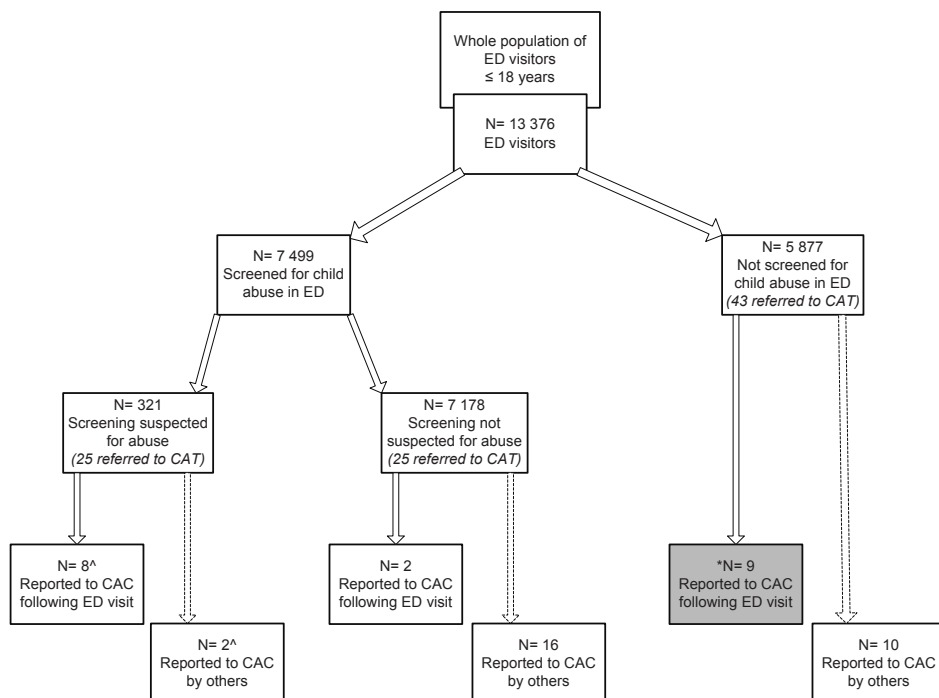 Whole population of
ED visitors
≤ 18 years
N= 13 376
ED visitors
N= 7 499
Screened for child
abuse in ED
N= 5 877
Not screened for
child abuse in ED
(43 referred to CAT)
N= 321
Screening suspected
for abuse
(25 referred to CAT)
N= 7 178
Screening not
suspected for abuse
(25 referred to CAT)
N= 8^
Reported to CAC
following ED visit
N= 2
Reported to CAC
following ED visit
*N= 9
Reported to CAC
following ED visit
N= 2^
Reported to CAC
by others
N= 16
Reported to CAC
by others
N= 10
Reported to CAC
by others